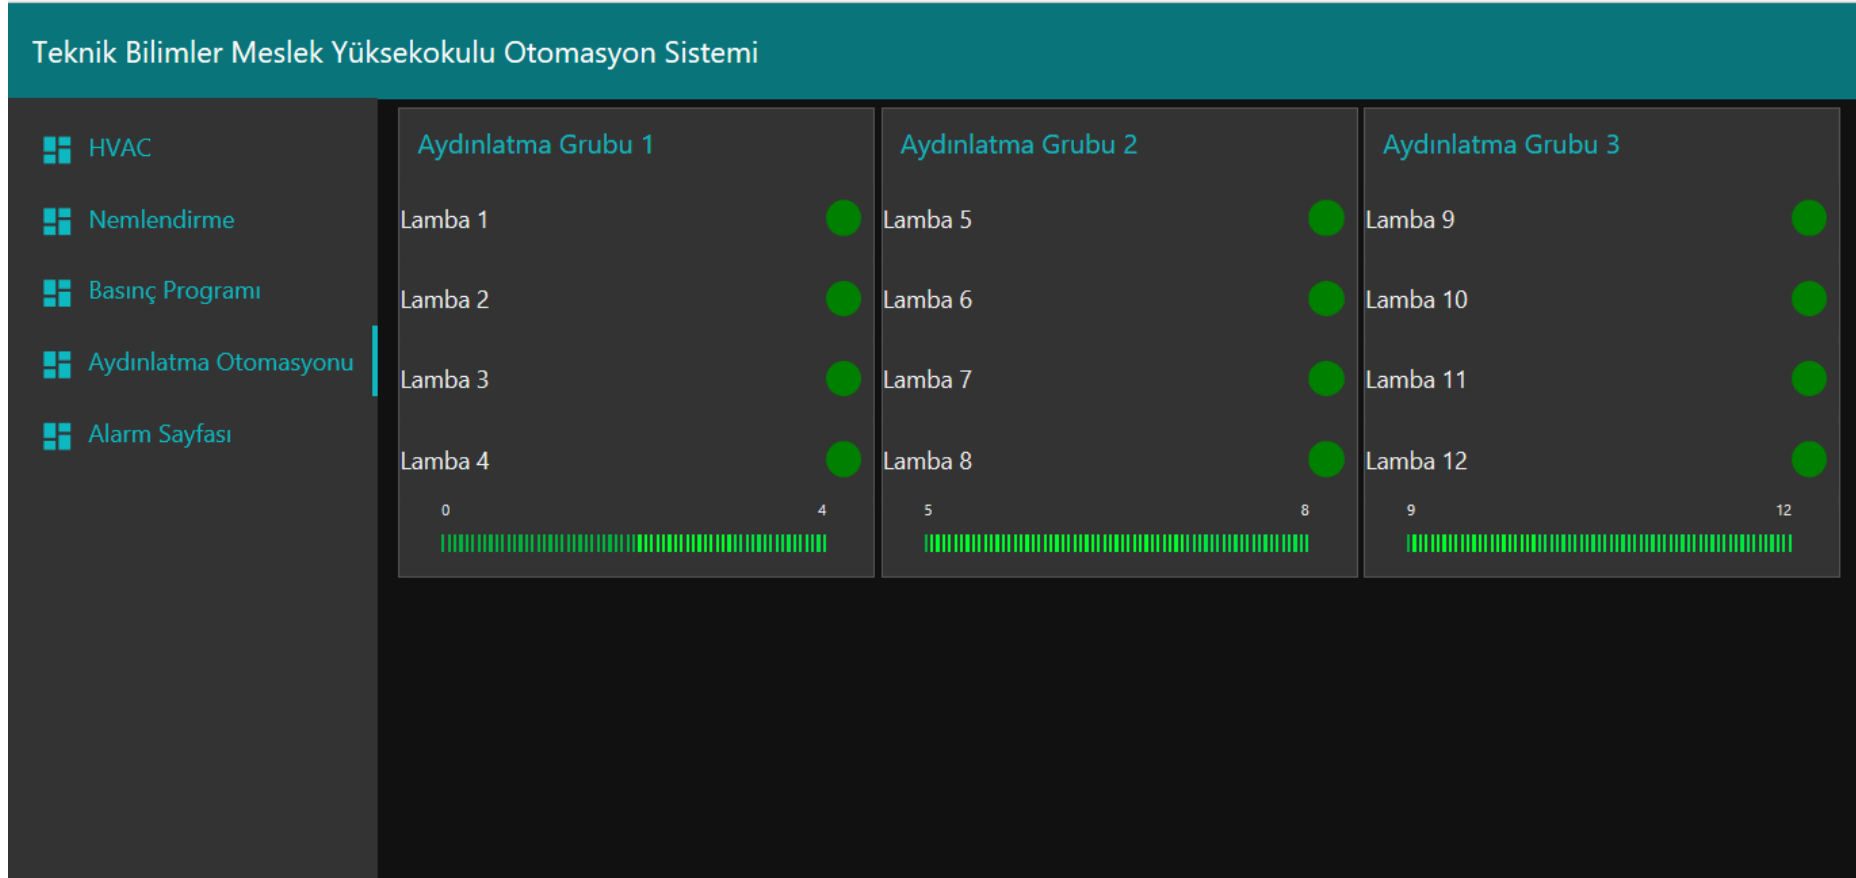 Teknik Bilimler Meslek Yüksekokulu Otomasyon Sistemi
HVAC
Nemlendirme
Basınç Programı
Aydınlatma Otomasyonu
Alarm Sayfası
Aydınlatma Grubu 1
Lamba 1
Lamba 2
Lamba 3
Lamba 4
0 4
Aydınlatma Grubu 2
Lamba 5
Lamba 6
Lamba 7
Lamba 8
5 8
Aydınlatma Grubu 3
Lamba 9
Lamba 10
Lamba 11
Lamba 12
9 12